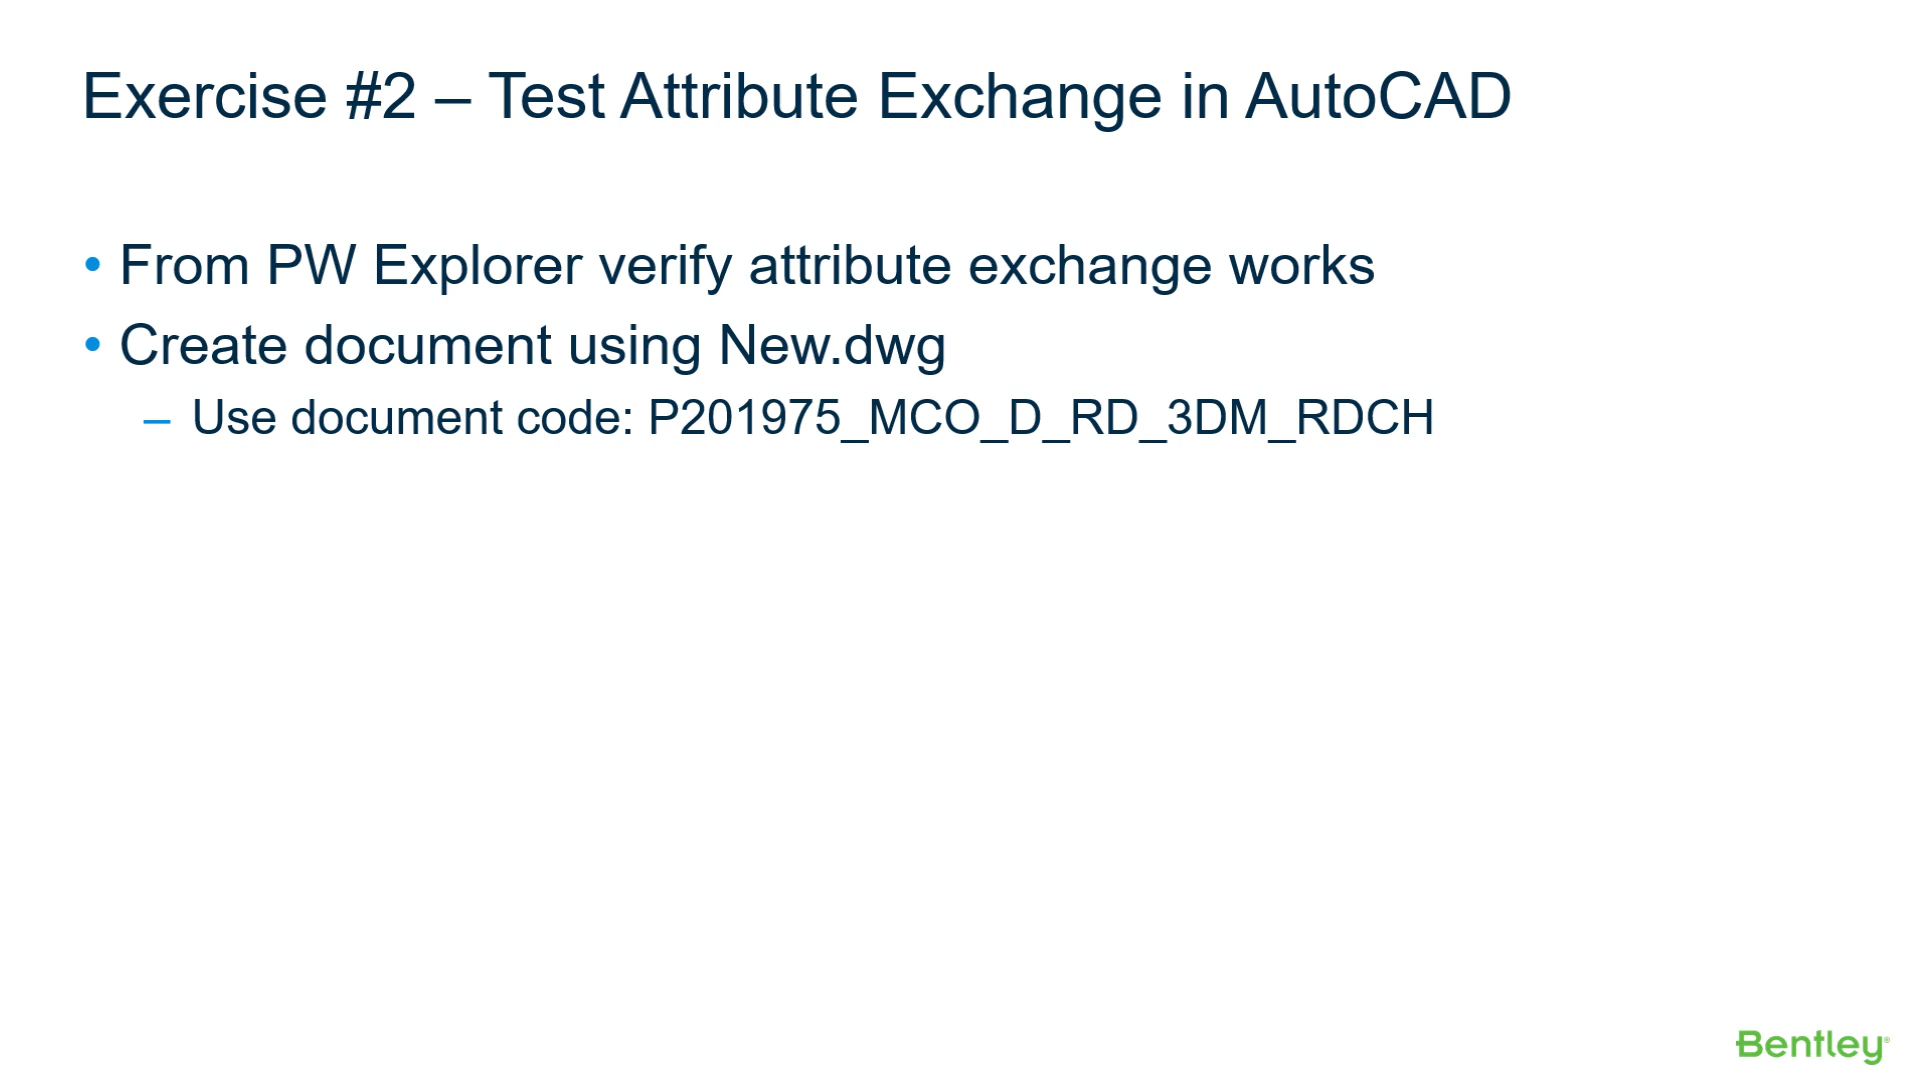 Exercise #2 – Test Attribute Exchange in AutoCAD
• From PW Explorer verify attribute exchange works
• Create document using New.dwg
– Use document code: P201975_MCO_D_RD_3DM_RDCH
Bentley®